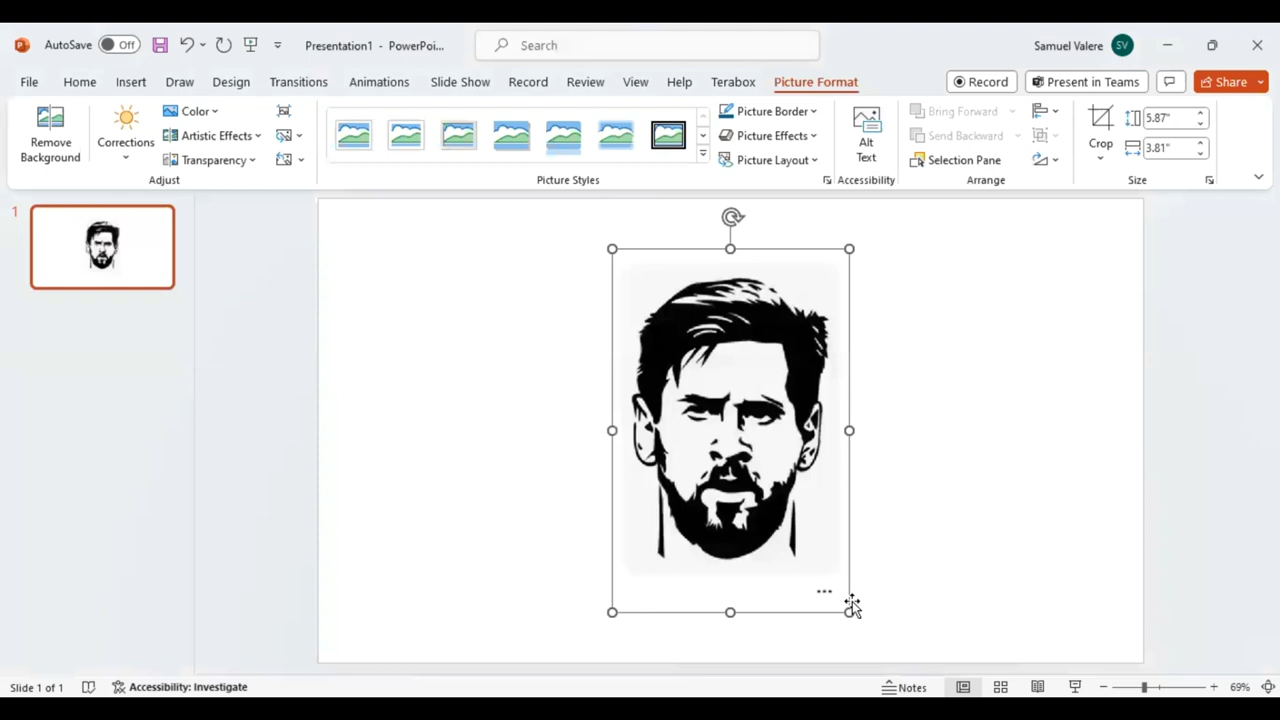 AutoSave Off Presentation1 - PowerPoi... Search Samuel Valere SV
File Home Insert Draw Design Transitions Animations Slide Show Record Review View Help Terabox Picture Format Record Present in Teams Share
Remove Background
Corrections
Color
Artistic Effects
Transparency
Adjust
Picture Border
Picture Effects
Picture Layout
Picture Styles
Alt Text
Accessibility
Bring Forward
Send Backward
Selection Pane
Arrange
Crop
5.87"
3.81"
Size
1
Slide 1 of 1 Accessibility: Investigate Notes 69%